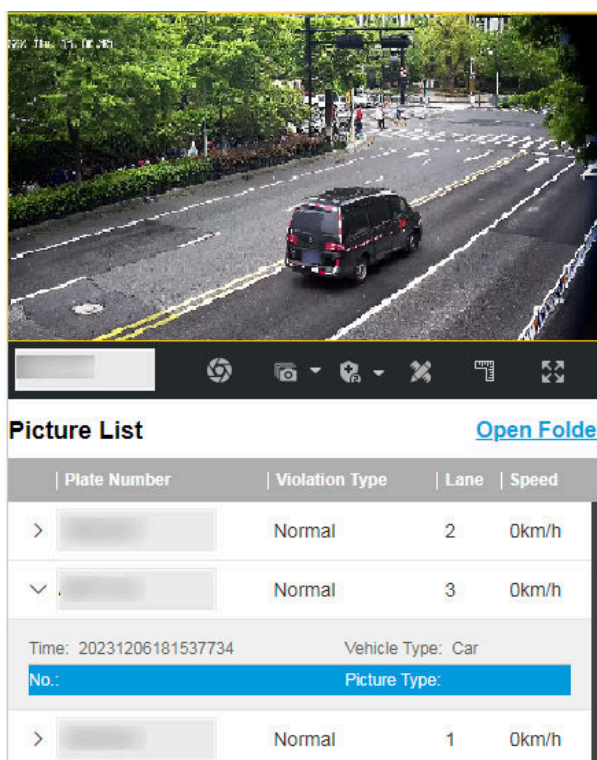 Picture List Open Folde
Plate Number Violation Type Lane Speed
Normal 2 0km/h
Normal 3 0km/h
Time: 20231206181537734 Vehicle Type: Car
No.: Picture Type:
Normal 1 0km/h